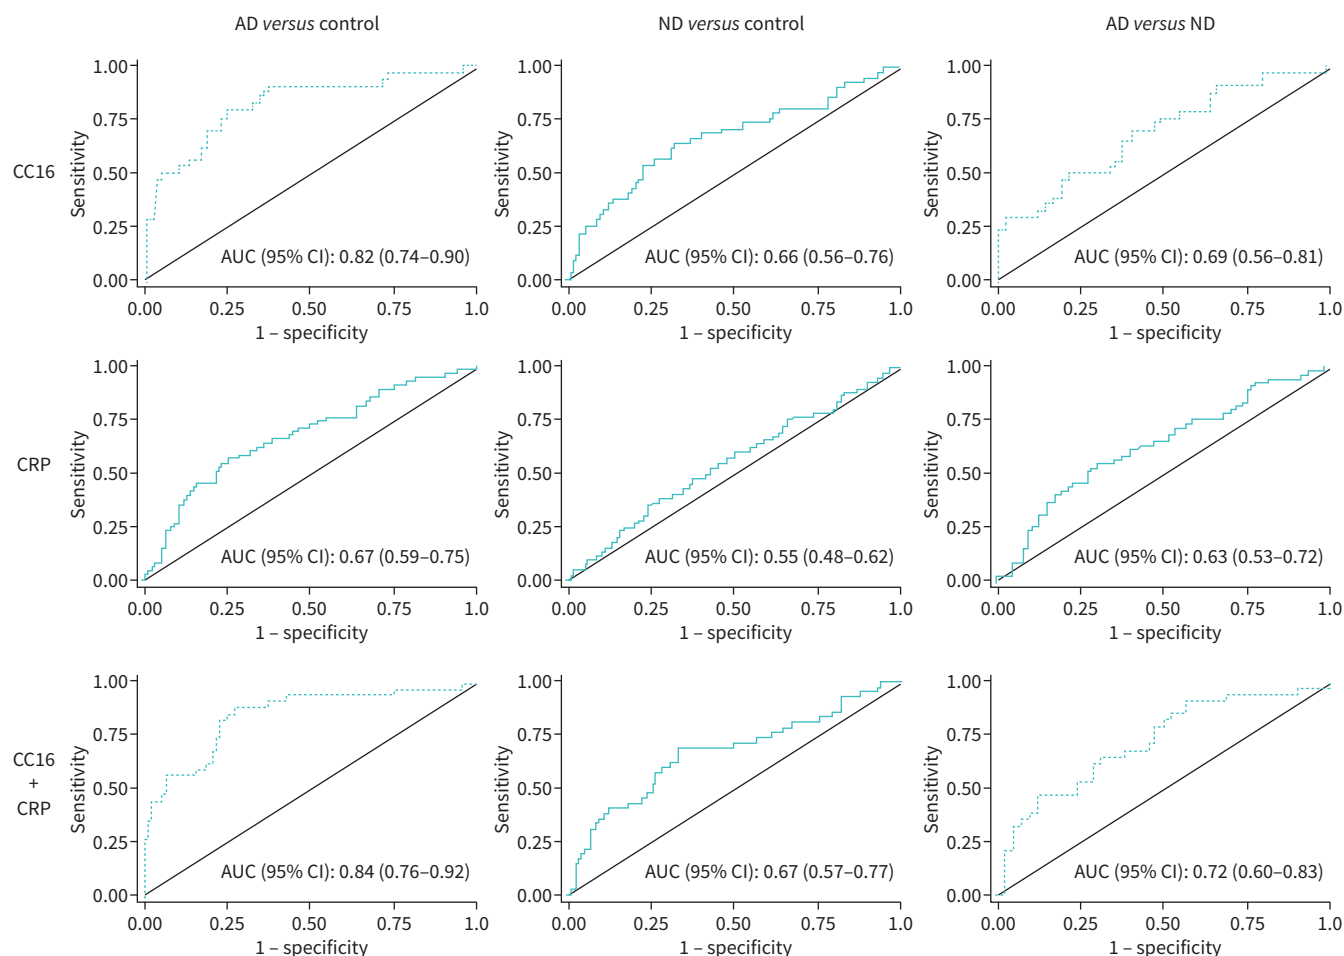 AD versus control
ND versus control
AD versus ND
CC16
Sensitivity
1.00
0.75
0.50
0.25
0.00
AUC (95% CI): 0.82 (0.74–0.90)
0.00 0.25 0.50 0.75 1.0
1 – specificity
Sensitivity
1.00
0.75
0.50
0.25
0.00
AUC (95% CI): 0.66 (0.56–0.76)
0.00 0.25 0.50 0.75 1.0
1 – specificity
Sensitivity
1.00
0.75
0.50
0.25
0.00
AUC (95% CI): 0.69 (0.56–0.81)
0.00 0.25 0.50 0.75 1.0
1 – specificity
CRP
Sensitivity
1.00
0.75
0.50
0.25
0.00
AUC (95% CI): 0.67 (0.59–0.75)
0.00 0.25 0.50 0.75 1.0
1 – specificity
Sensitivity
1.00
0.75
0.50
0.25
0.00
AUC (95% CI): 0.55 (0.48–0.62)
0.00 0.25 0.50 0.75 1.0
1 – specificity
Sensitivity
1.00
0.75
0.50
0.25
0.00
AUC (95% CI): 0.63 (0.53–0.72)
0.00 0.25 0.50 0.75 1.0
1 – specificity
CC16
+
CRP
Sensitivity
1.00
0.75
0.50
0.25
0.00
AUC (95% CI): 0.84 (0.76–0.92)
0.00 0.25 0.50 0.75 1.0
1 – specificity
Sensitivity
1.00
0.75
0.50
0.25
0.00
AUC (95% CI): 0.67 (0.57–0.77)
0.00 0.25 0.50 0.75 1.0
1 – specificity
Sensitivity
1.00
0.75
0.50
0.25
0.00
AUC (95% CI): 0.72 (0.60–0.83)
0.00 0.25 0.50 0.75 1.0
1 – specificity